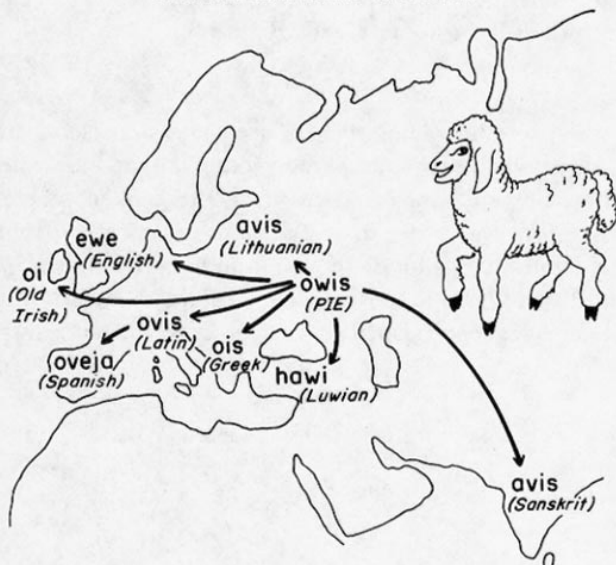 ewe
(English)
avis
(Lithuanian)
oi
(Old
Irish)
owis
(PIE)
ovis
(Latin)
ois
(Greek)
oveja
(Spanish)
hawi
(Luwian)
avis
(Sanskrit)